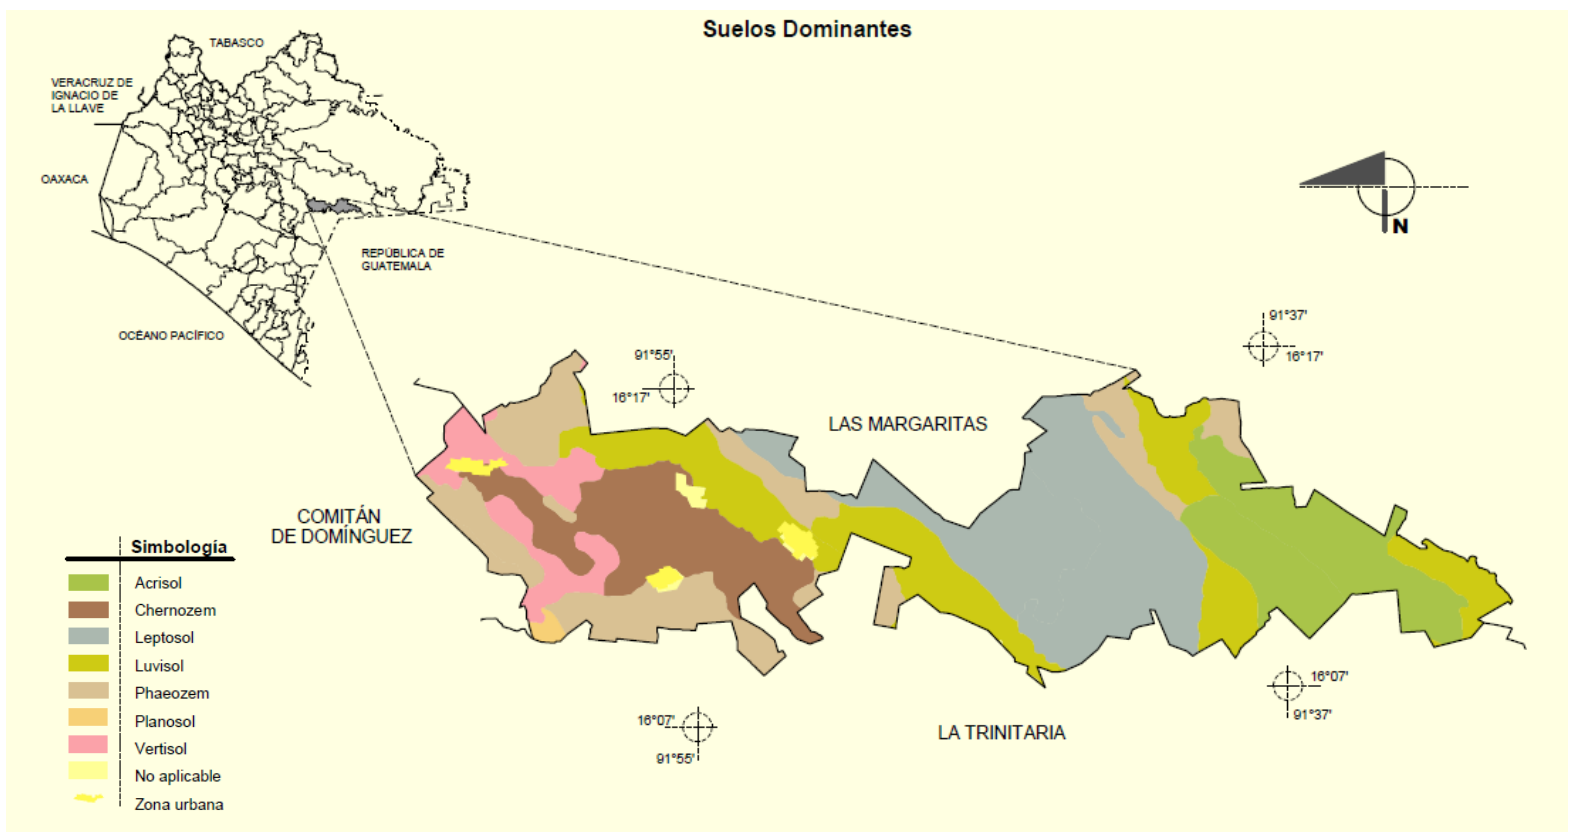 Suelos Dominantes
TABASCO
VERACRUZ DE
IGNACIO DE
LA LLAVE
OAXACA
REPÚBLICA DE
GUATEMALA
OCÉANO PACÍFICO
N
91°37'
16°17'
91°55'
16°17'
LAS MARGARITAS
COMITÁN
DE DOMÍNGUEZ
16°07'
91°37'
16°07'
91°55'
LA TRINITARIA
Simbología
Acrisol
Chernozem
Leptosol
Luvisol
Phaeozem
Planosol
Vertisol
No aplicable
Zona urbana